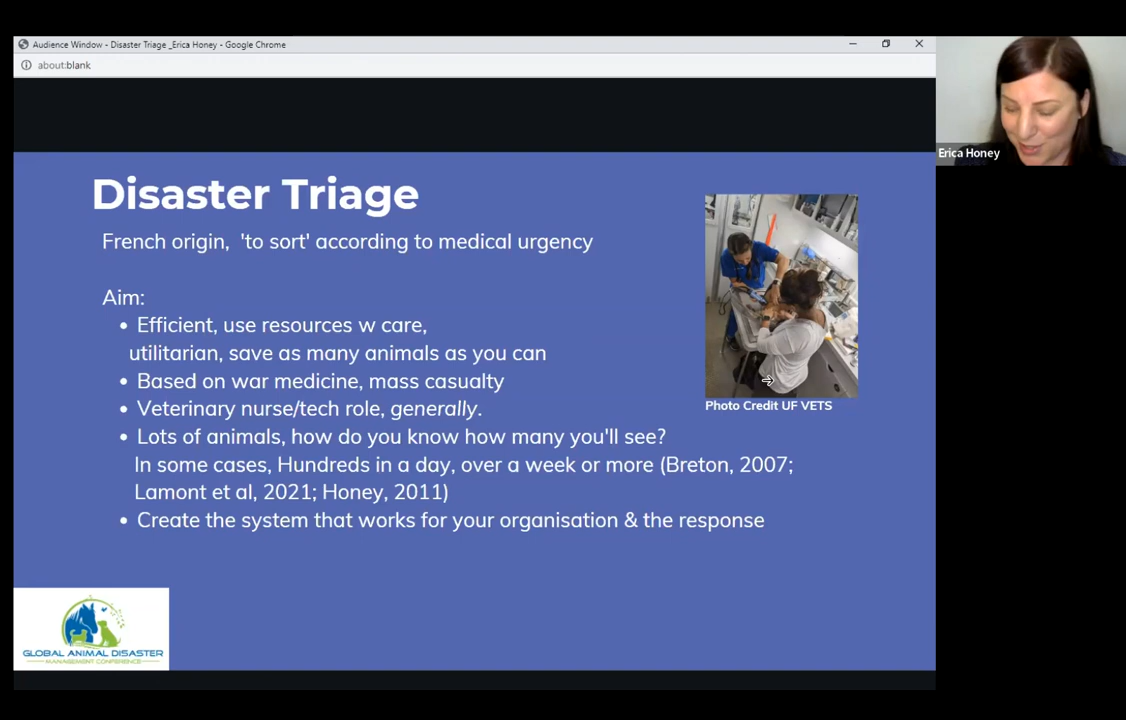 Audience Window - Disaster Triage _Erica Honey - Google Chrome
about:blank
Erica Honey
Disaster Triage
French origin, 'to sort' according to medical urgency
Aim:
• Efficient, use resources w care,
utilitarian, save as many animals as you can
• Based on war medicine, mass casualty
• Veterinary nurse/tech role, generally.
• Lots of animals, how do you know how many you'll see?
In some cases, Hundreds in a day, over a week or more (Breton, 2007;
Lamont et al, 2021; Honey, 2011)
• Create the system that works for your organisation & the response
Photo Credit UF VETS
GLOBAL ANIMAL DISASTER
MANAGEMENT CONFERENCE